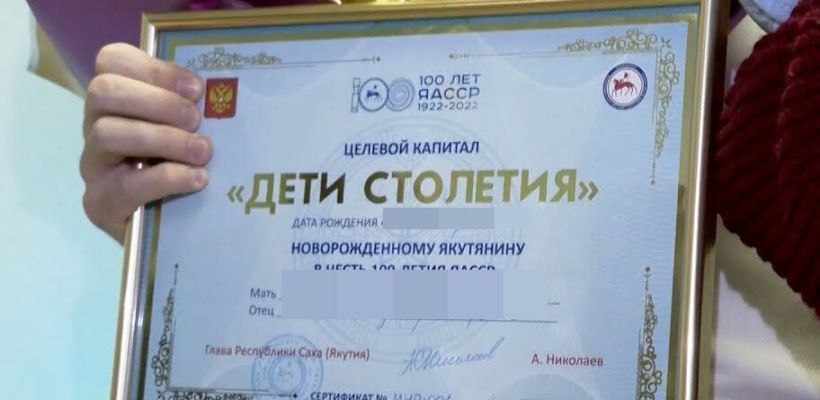 100 ЛЕТ
ЯАССР
1922-2022
ЦЕЛЕВОЙ КАПИТАЛ
«ДЕТИ СТОЛЕТИЯ»
ДАТА РОЖДЕНИЯ
НОВОРОЖДЕННОМУ ЯКУТЯНИНУ
В ЧЕСТЬ 100-ЛЕТИЯ ЯАССР
Мать
Отец
Глава Республики Саха (Якутия)
А. Николаев
СЕРТИФИКАТ №